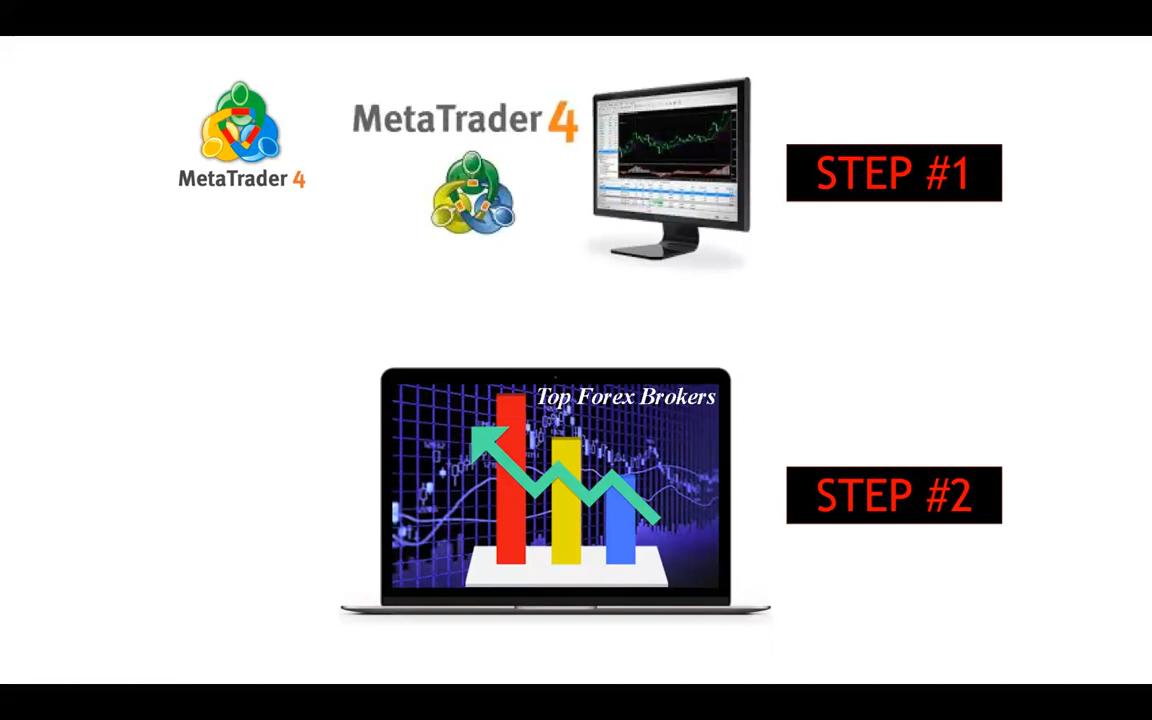 MetaTrader 4
MetaTrader 4
STEP #1
Top Forex Brokers
STEP #2